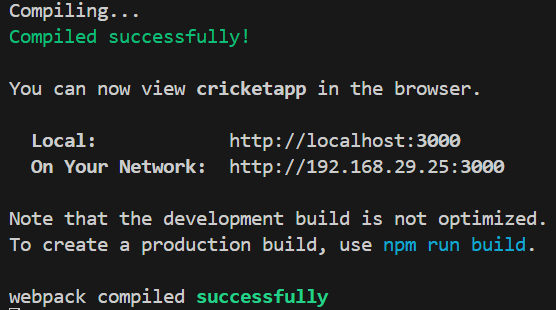 Compiling...
Compiled successfully!
You can now view cricketapp in the browser.
Local: http://localhost:3000
On Your Network: http://192.168.29.25:3000
Note that the development build is not optimized.
To create a production build, use npm run build.
webpack compiled successfully